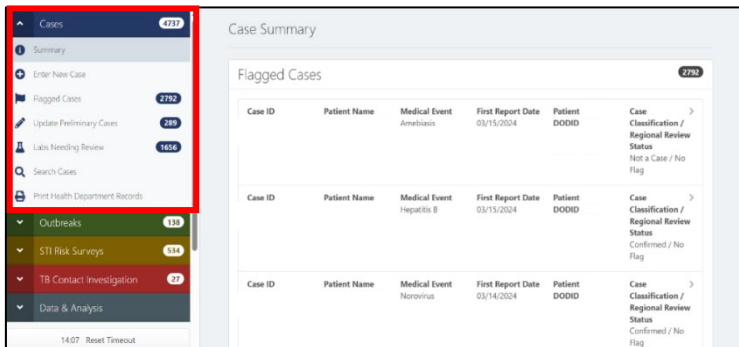 Cases 4737
Summary
Enter New Case
Flagged Cases 2792
Update Preliminary Cases 289
Labs Needing Review 1656
Search Cases
Print Health Department Records
Outbreaks 138
STI Risk Surveys 534
TB Contact Investigation 27
Data & Analysis
14:07 Reset Timeout
Case Summary
Flagged Cases 2792
Case ID Patient Name Medical Event First Report Date Patient Case
Amebiasis 03/15/2024 DODID Classification /
Regional Review
Status
Not a Case / No
Flag
Case ID Patient Name Medical Event First Report Date Patient Case
Hepatitis B 03/15/2024 DODID Classification /
Regional Review
Status
Confirmed / No
Flag
Case ID Patient Name Medical Event First Report Date Patient Case
Norovirus 03/14/2024 DODID Classification /
Regional Review
Status
Confirmed / No
Flag